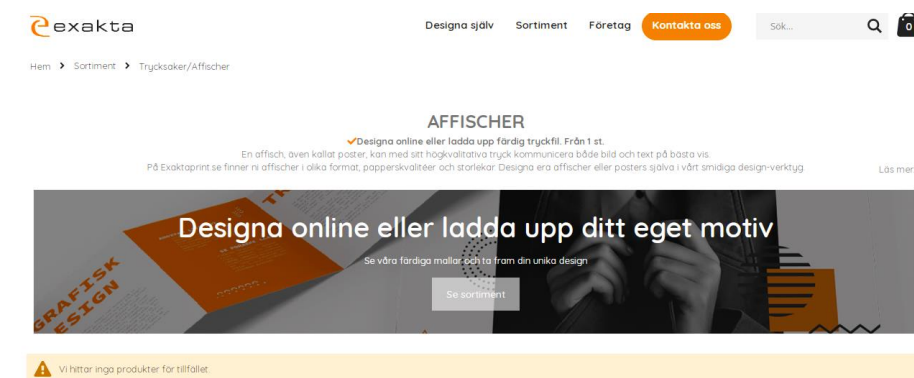 exakta
Designa själv Sortiment Företag Kontakta oss Sök... 0
Hem Sortiment Trycksaker/Affischer
AFFISCHER
Designa online eller ladda upp färdig tryckfil. Från 1 st.
En affisch, även kallat poster, kan med sitt högkvalitativa tryck kommunicera både bild och text på bästa vis.
På Exaktaprint.se finner ni affischer i olika format, papperskvalitéer och storlekar. Designa era affischer eller posters själva i vårt smidiga design-verktyg
Läs mer
Designa online eller ladda upp ditt eget motiv
Se våra färdiga mallar och ta fram din unika design
Se sortiment
GRAFISK
DESIGN
Vi hittar inga produkter för tillfället.